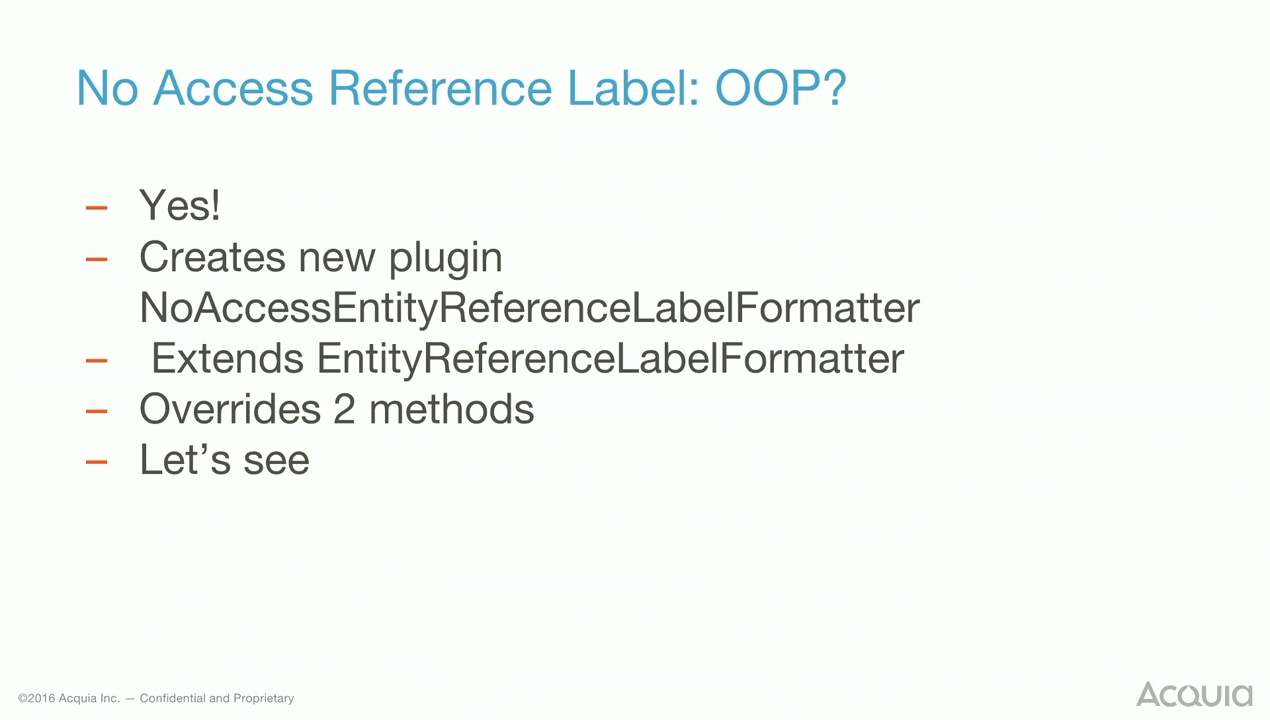 No Access Reference Label: OOP?
– Yes!
– Creates new plugin
NoAccessEntityReferenceLabelFormatter
– Extends EntityReferenceLabelFormatter
– Overrides 2 methods
– Let’s see
©2016 Acquia Inc. — Confidential and Proprietary
Acquia